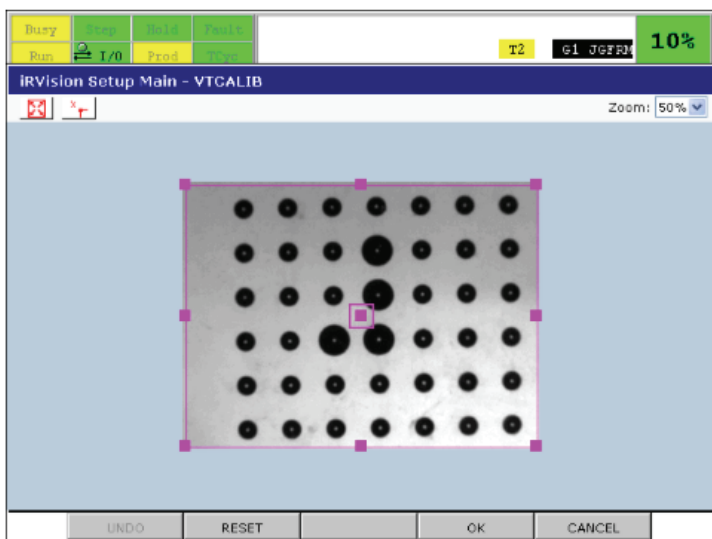 Busy Step Hold Fault
Run I/O Prod TCyc
T2 G1 JGFRM 10%
iRVision Setup Main - VTCALIB
Zoom: 50%
UNDO RESET OK CANCEL